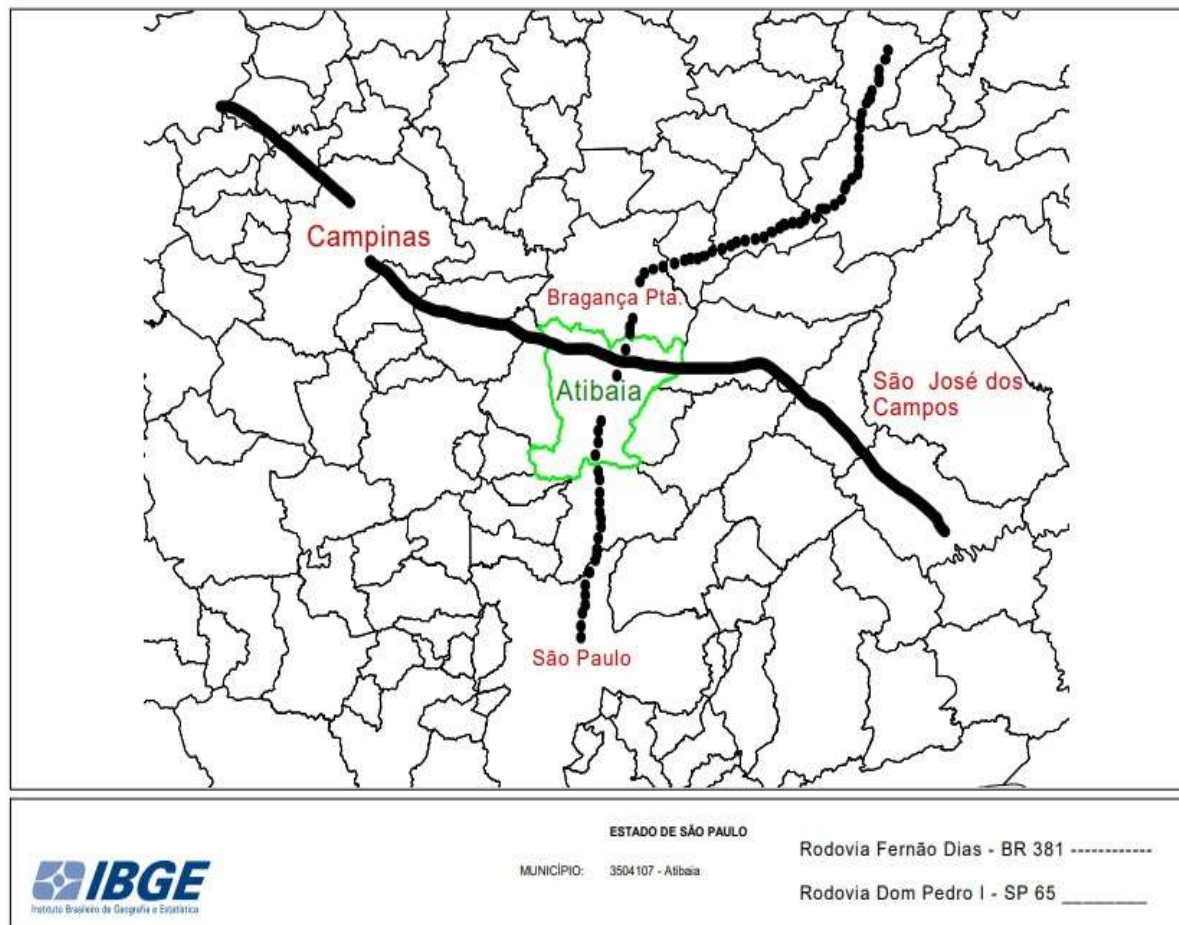 Campinas
Bragança Pta.
Atibaia
São José dos
Campos
São Paulo
IBGE
Instituto Brasileiro de Geografia e Estatística
ESTADO DE SÃO PAULO
MUNICÍPIO: 3504107 - Atibaia
Rodovia Fernão Dias - BR 381 ------------
Rodovia Dom Pedro I - SP 65 ________